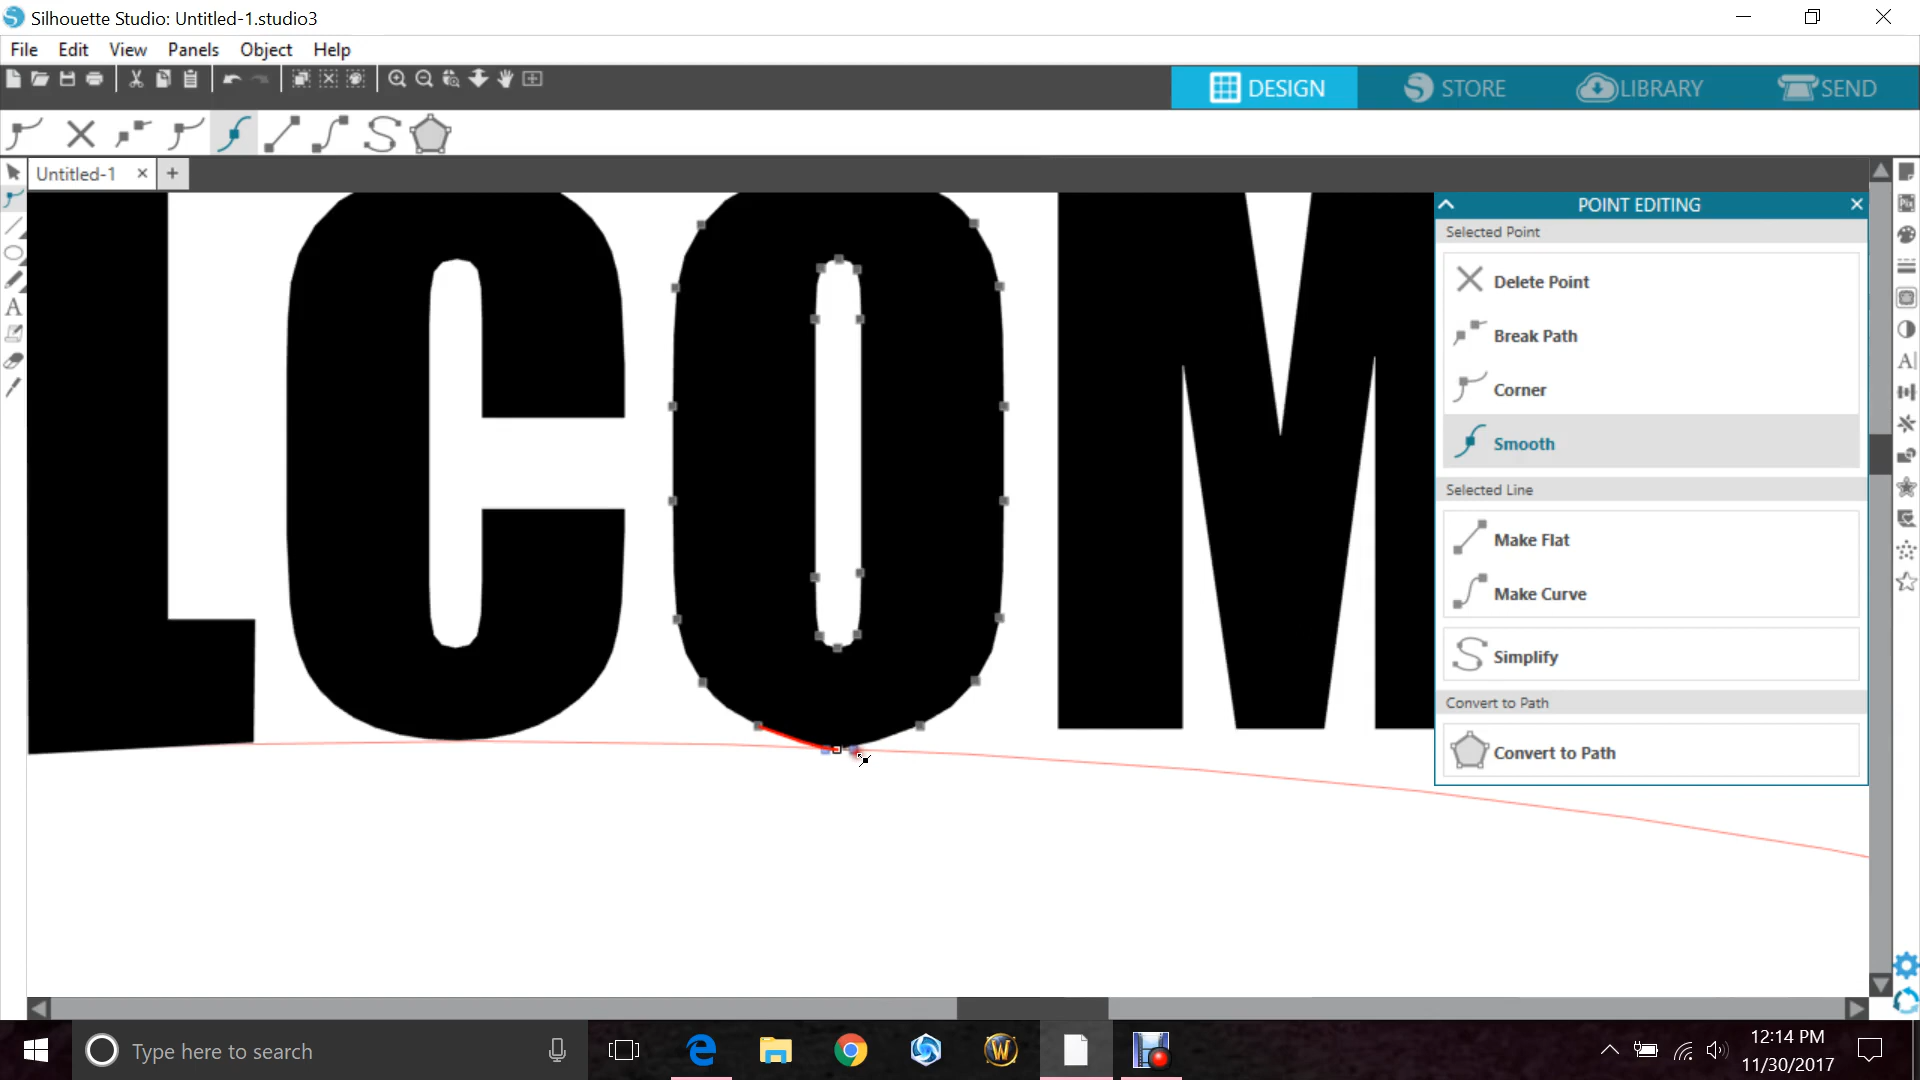 Silhouette Studio: Untitled-1.studio3
File Edit View Panels Object Help
DESIGN STORE LIBRARY SEND
Untitled-1
LCOM
POINT EDITING
Selected Point
Delete Point
Break Path
Corner
Smooth
Selected Line
Make Flat
Make Curve
Simplify
Convert to Path
Convert to Path
Type here to search
12:14 PM
11/30/2017